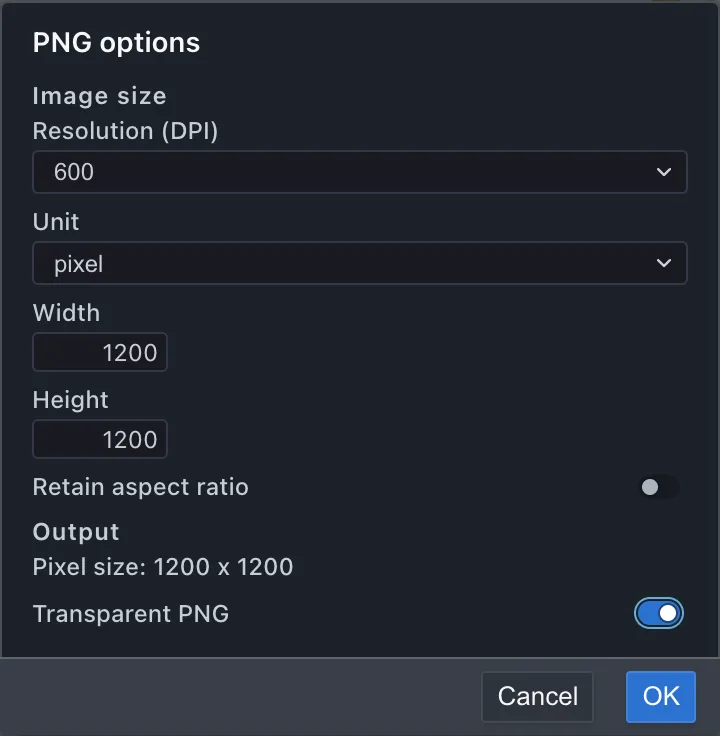 PNG options
Image size
Resolution (DPI)
600
Unit
pixel
Width
1200
Height
1200
Retain aspect ratio
Output
Pixel size: 1200 x 1200
Transparent PNG
Cancel OK